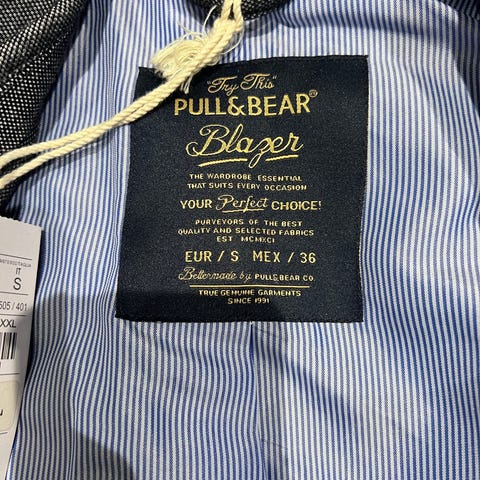 "Try This"
PULL&BEAR®
Blazer
THE WARDROBE ESSENTIAL
THAT SUITS EVERY OCCASION
YOUR Perfect CHOICE!
PURVEYORS OF THE BEST
QUALITY AND SELECTED FABRICS
EST MCMXCI
EUR / S MEX / 36
Bettermade by PULL&BEAR CO.
TRUE GENUINE GARMENTS
SINCE 1991
IT
S
505 / 401
XXL